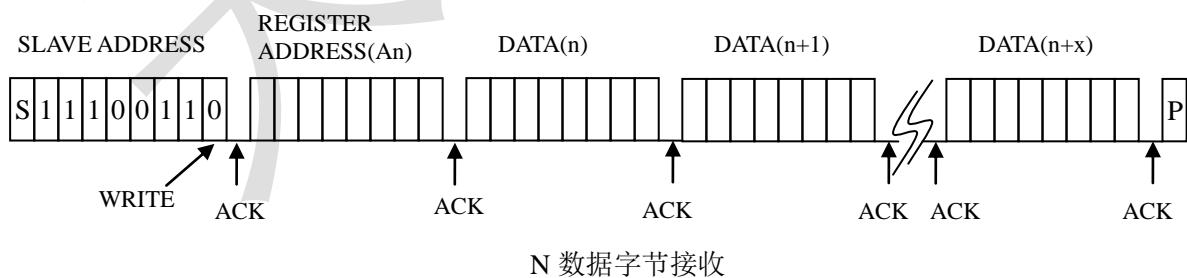 SLAVE ADDRESS
REGISTER
ADDRESS(An)
DATA(n)
DATA(n+1)
DATA(n+x)
S 1 1 1 0 0 1 1 0
P
WRITE
ACK
ACK
ACK
ACK
ACK
ACK
N 数据字节接收